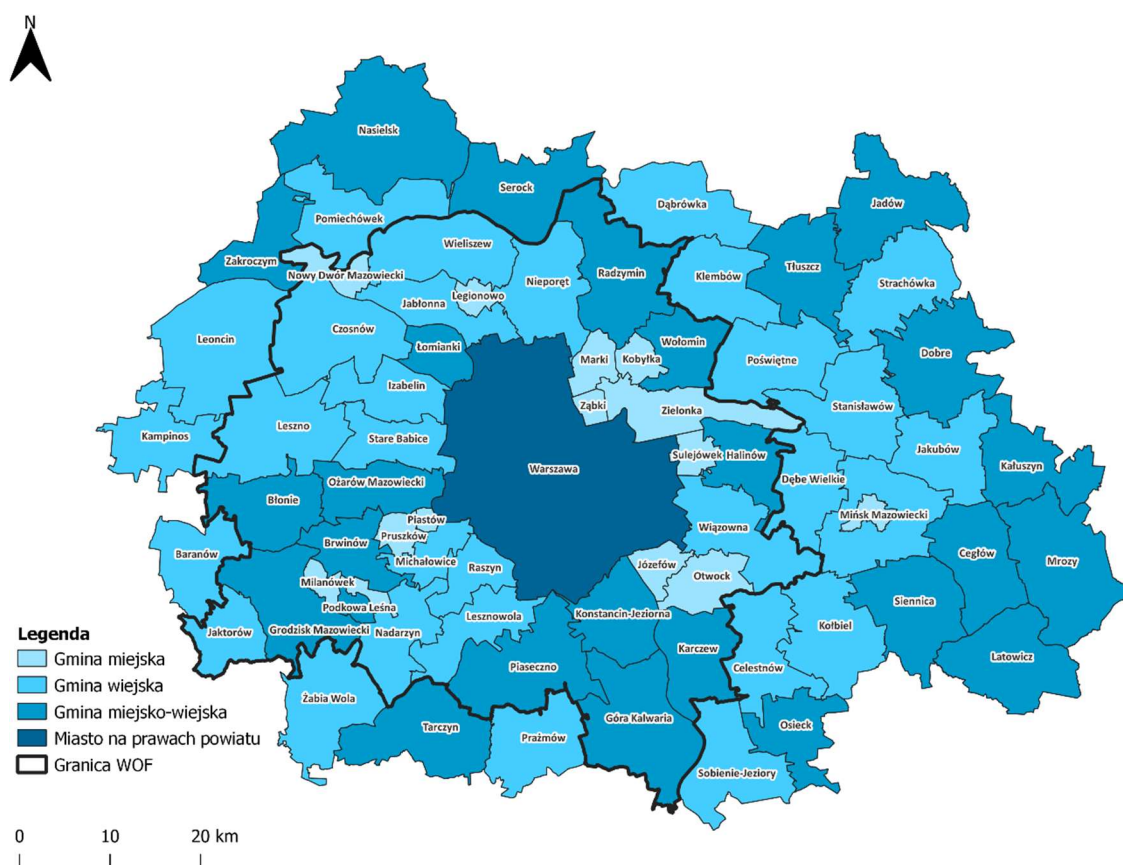 N
Nasielsk
Serock
Dąbrówka
Jadów
Pomiechówek
Wieliszew
Zakroczym
Nowy Dwór Mazowiecki
Nieporęt
Radzymin
Klembów
Tłuszcz
Strachówka
Jabłonna
Legionowo
Leoncin
Czosnów
Łomianki
Wołomin
Marki
Kobyłka
Poświętne
Dobre
Izabelin
Ząbki
Zielonka
Stanisławów
Kampinos
Leszno
Stare Babice
Jakubów
Warszawa
Sulejówek
Halinów
Kałuszyn
Błonie
Ożarów Mazowiecki
Dębe Wielkie
Mińsk Mazowiecki
Piastów
Wiązowna
Pruszków
Brwinów
Baranów
Michałowice
Raszyn
Józefów
Otwock
Cegłów
Mrozy
Milanówek
Siennica
Podkowa Leśna
Lesznowola
Konstancin-Jeziorna
Kołbiel
Jaktorów
Grodzisk Mazowiecki
Nadarzyn
Karczew
Latowicz
Piaseczno
Celestnów
Żabia Wola
Góra Kalwaria
Tarczyn
Osieck
Prażmów
Sobienie-Jeziory
Legenda
Gmina miejska
Gmina wiejska
Gmina miejsko-wiejska
Miasto na prawach powiatu
Granica WOF
0 10 20 km